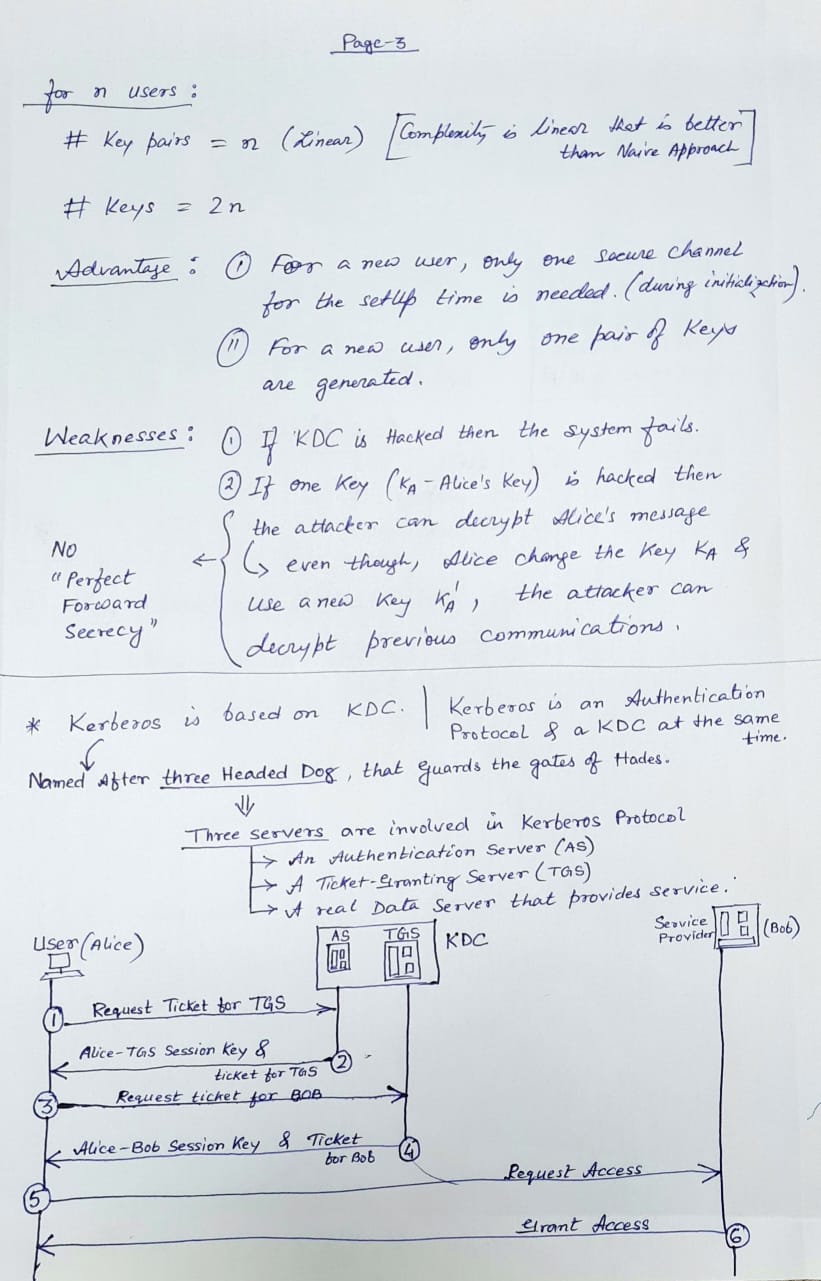 Page-3
for n users :
# Key pairs = n (Linear) [Complexity is linear that is better
than Naive Approach]
# Keys = 2n
Advantage : (i) For a new user, only one secure channel
for the setUp time is needed. (during initialization).
(ii) For a new user, only one pair of Keys
are generated.
Weaknesses : (1) If KDC is Hacked then the system fails.
(2) If one Key (KA - Alice's Key) is hacked then
the attacker can decrypt Alice's message
↳ even though, Alice change the Key KA &
use a new Key KA', the attacker can
decrypt previous communications.
No
"Perfect
Forward
Secrecy"
* Kerberos is based on KDC. | Kerberos is an Authentication
Protocol & a KDC at the same
time.
Named After three Headed Dog, that guards the gates of Hades.
⇓
Three servers are involved in Kerberos Protocol
→ An Authentication Server (AS)
→ A Ticket-Granting Server (TGS)
→ A real Data Server that provides service.
User (Alice)
AS TGS
KDC
Service
Provider
(Bob)
1 Request Ticket for TGS
Alice-TGS Session Key &
ticket for TGS 2
3 Request ticket for BOB
Alice-Bob Session Key & Ticket
for Bob 4
5 Request Access
Grant Access 6